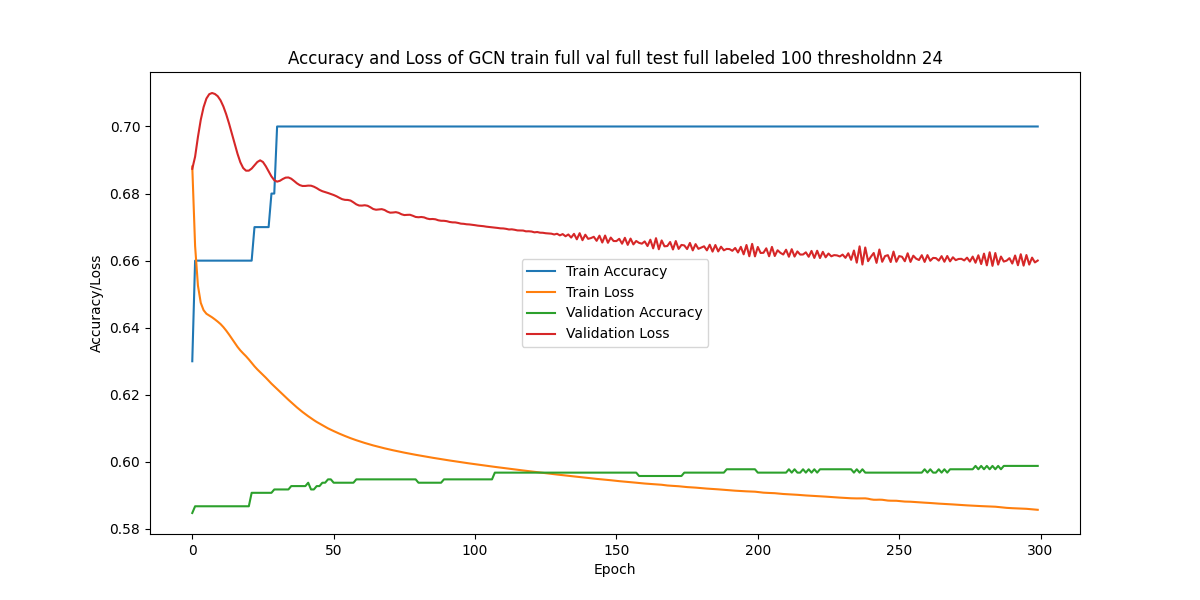 Accuracy and Loss of GCN train full val full test full labeled 100 thresholdnn 24
Accuracy/Loss
0.70
0.68
0.66
0.64
0.62
0.60
0.58
Train Accuracy
Train Loss
Validation Accuracy
Validation Loss
0 50 100 150 200 250 300
Epoch